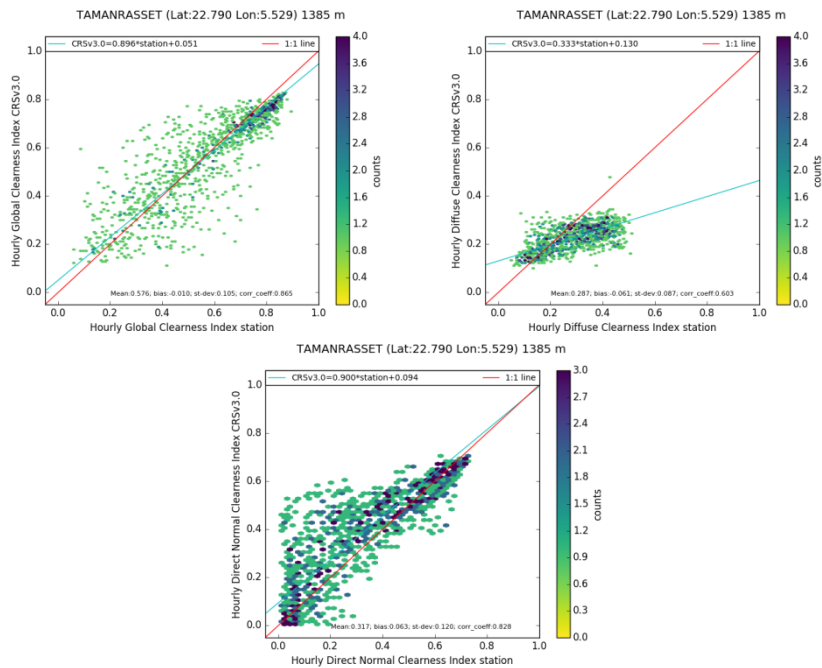 TAMANRASSET (Lat:22.790 Lon:5.529) 1385 m
CRSv3.0=0.896*station+0.051
1:1 line
Hourly Global Clearness Index CRSv3.0
1.0
0.8
0.6
0.4
0.2
0.0
0.0 0.2 0.4 0.6 0.8 1.0
Mean:0.576; bias:-0.010; st-dev:0.105; corr_coeff:0.865
Hourly Global Clearness Index station
4.0
3.6
3.2
2.8
2.4
2.0
1.6
1.2
0.8
0.4
0.0
counts
TAMANRASSET (Lat:22.790 Lon:5.529) 1385 m
CRSv3.0=0.333*station+0.130
1:1 line
Hourly Diffuse Clearness Index CRSv3.0
1.0
0.8
0.6
0.4
0.2
0.0
0.0 0.2 0.4 0.6 0.8 1.0
Mean:0.287; bias:-0.061; st-dev:0.087; corr_coeff:0.603
Hourly Diffuse Clearness Index station
4.0
3.6
3.2
2.8
2.4
2.0
1.6
1.2
0.8
0.4
0.0
counts
TAMANRASSET (Lat:22.790 Lon:5.529) 1385 m
CRSv3.0=0.900*station+0.094
1:1 line
Hourly Direct Normal Clearness Index CRSv3.0
1.0
0.8
0.6
0.4
0.2
0.0
0.0 0.2 0.4 0.6 0.8 1.0
Mean:0.317; bias:0.063; st-dev:0.120; corr_coeff:0.828
Hourly Direct Normal Clearness Index station
3.0
2.7
2.4
2.1
1.8
1.5
1.2
0.9
0.6
0.3
0.0
counts